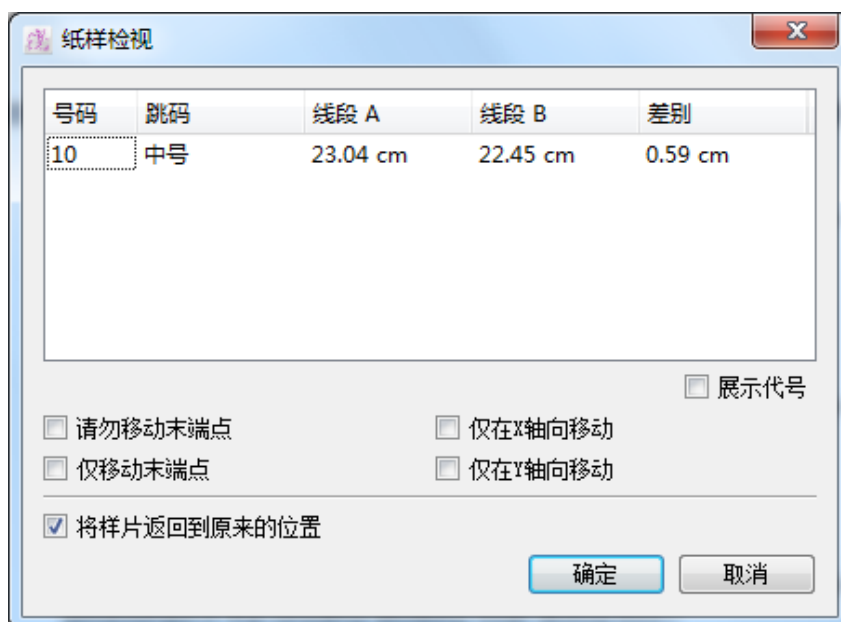 纸样检视
号码 跳码 线段 A 线段 B 差别
10 中号 23.04 cm 22.45 cm 0.59 cm
展示代号
请勿移动末端点 仅在X轴向移动
仅移动末端点 仅在Y轴向移动
将样片返回到原来的位置
确定 取消